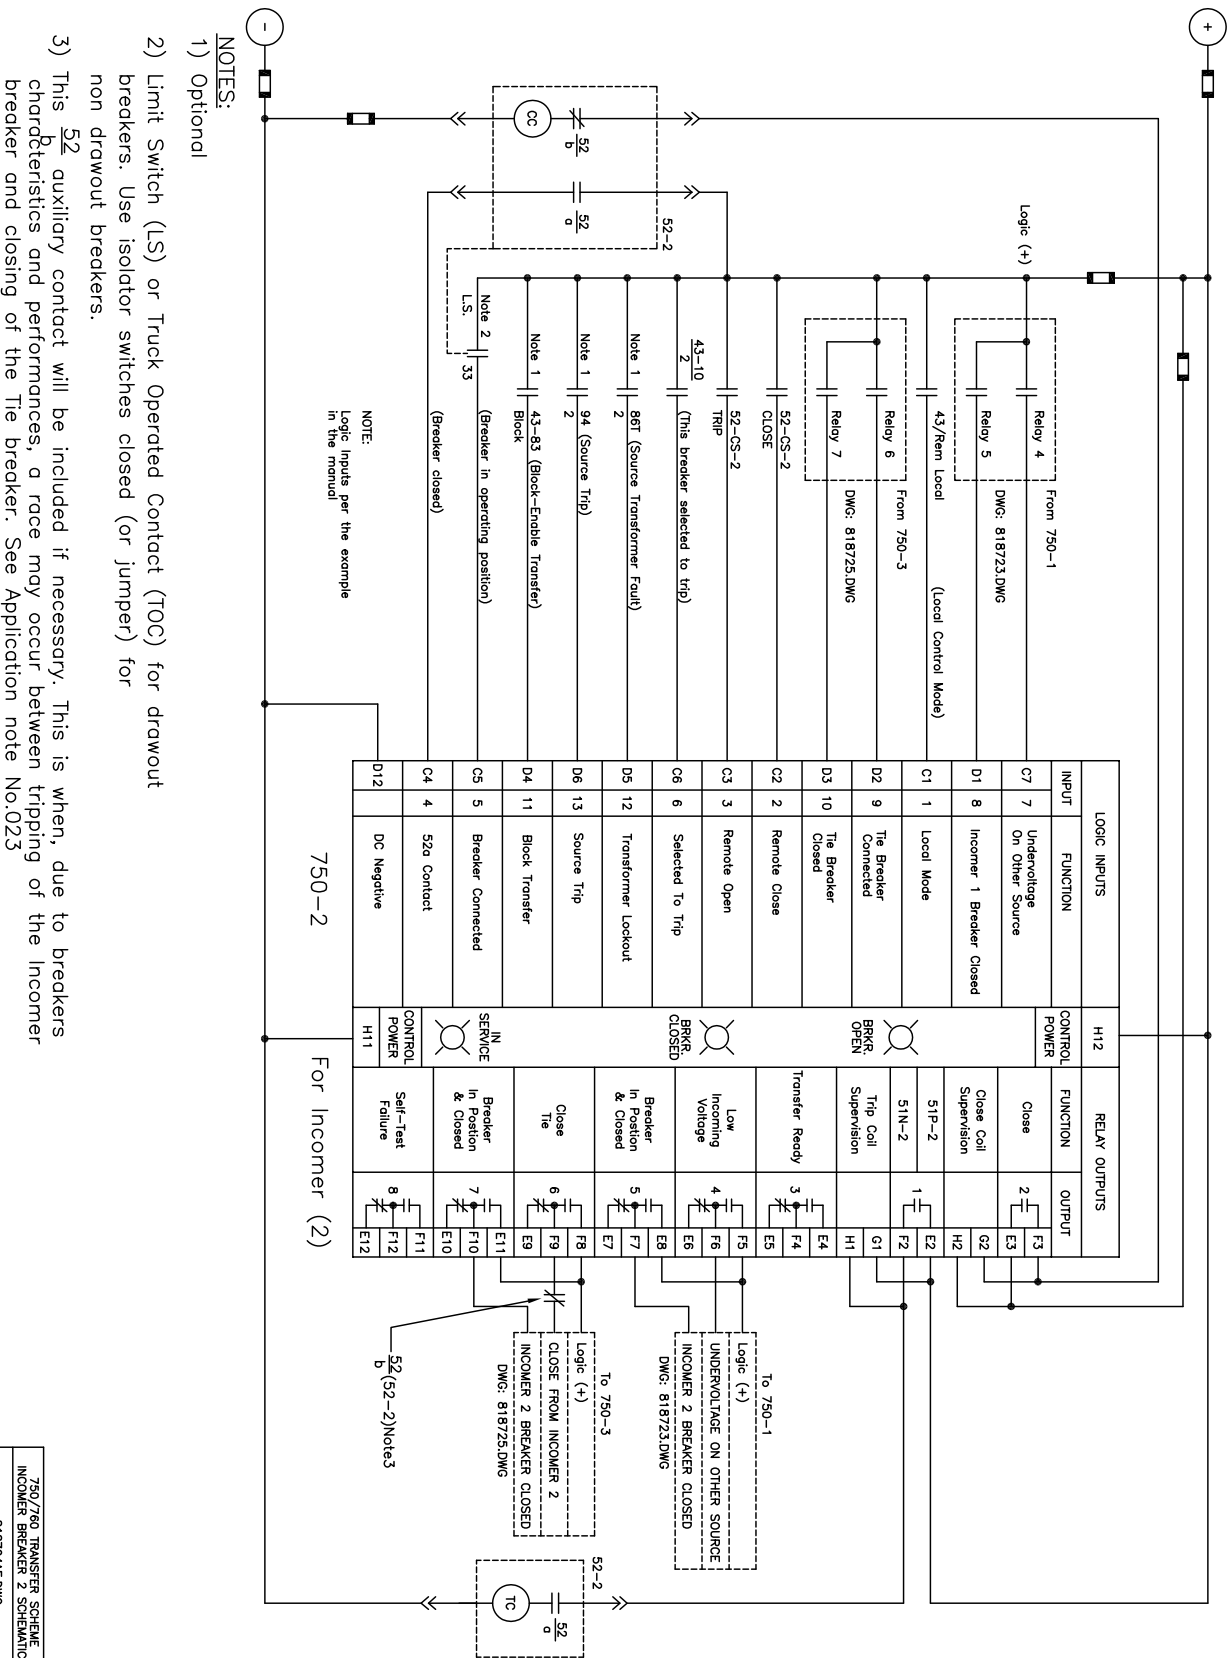 +
-
Logic (+)
Relay 4
Relay 5
From 750-1
DWG: 818723.DWG
43/Rem Local
(Local Control Mode)
Relay 6
Relay 7
From 750-3
DWG: 818725.DWG
52-CS-2
CLOSE
52-CS-2
TRIP
43-10
2
(This breaker selected to trip)
Note 1
86T (Source Transformer Fault)
2
Note 1
94 (Source Trip)
2
Note 1
43-83 (Block-Enable Transfer)
Block
Note 2
L.S.
33
(Breaker in operating position)
(Breaker closed)
52-2
CC
52
b
52
a
NOTE:
Logic Inputs per the example
in the manual
LOGIC INPUTS
INPUT
FUNCTION
C7
7
Undervoltage
On Other Source
D1
8
Incomer 1 Breaker Closed
C1
1
Local Mode
D2
9
Tie Breaker
Connected
D3
10
Tie Breaker
Closed
C2
2
Remote Close
C3
3
Remote Open
C6
6
Selected To Trip
D5
12
Transformer Lockout
D6
13
Source Trip
D4
11
Block Transfer
C5
5
Breaker Connected
C4
4
52a Contact
D12
DC Negative
H12
CONTROL
POWER
BRKR.
OPEN
BRKR.
CLOSED
IN
SERVICE
CONTROL
POWER
H11
RELAY OUTPUTS
FUNCTION
OUTPUT
Close
2
F3
E3
Close Coil
Supervision
G2
H2
51P-2
51N-2
1
E2
F2
Trip Coil
Supervision
G1
H1
Transfer Ready
3
E4
F4
E5
Low
Incoming
Voltage
4
F5
F6
E6
Breaker
In Postion
& Closed
5
E8
F7
E7
Close
Tie
6
F8
F9
E9
Breaker
In Postion
& Closed
7
E11
F10
E10
Self-Test
Failure
8
F11
F12
E12
750-2
For Incomer (2)
To 750-1
Logic (+)
UNDERVOLTAGE ON OTHER SOURCE
INCOMER 2 BREAKER CLOSED
DWG: 818723.DWG
To 750-3
Logic (+)
CLOSE FROM INCOMER 2
INCOMER 2 BREAKER CLOSED
DWG: 818725.DWG
52
b
(52-2)Note3
52-2
TC
52
a
NOTES:
1) Optional
2) Limit Switch (LS) or Truck Operated Contact (TOC) for drawout
breakers. Use isolator switches closed (or jumper) for
non drawout breakers.
3) This 52 auxiliary contact will be included if necessary. This is when, due to breakers
b
characteristics and performances, a race may occur between tripping of the Incomer
breaker and closing of the Tie breaker. See Application note No.023
750/760 TRANSFER SCHEME
INCOMER BREAKER 2 SCHEMATIC